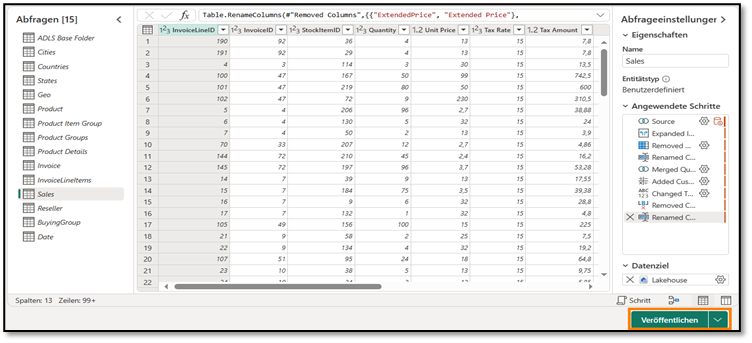 Abfragen [15]
ADLS Base Folder
Cities
Countries
States
Geo
Product
Product Item Group
Product Groups
Product Details
Invoice
InvoiceLineItems
Sales
Reseller
BuyingGroup
Date
Table.RenameColumns(#"Removed Columns",{{"ExtendedPrice", "Extended Price"},
InvoiceLineID InvoiceID StockItemID Quantity Unit Price Tax Rate Tax Amount
1 190 92 36 4 13 15 7,8
2 191 92 29 4 13 15 7,8
3 4 3 114 3 30 15 13,5
4 100 47 167 50 99 15 742,5
5 101 47 219 80 50 15 600
6 102 47 72 9 230 15 310,5
7 5 4 206 96 2,7 15 38,88
8 6 4 130 5 32 15 24
9 7 4 50 2 13 15 3,9
10 70 33 207 12 2,7 15 4,86
11 144 72 210 45 2,4 15 16,2
12 145 72 197 96 3,7 15 53,28
13 14 7 39 9 13 15 17,55
14 15 7 184 75 3,5 15 39,38
15 16 7 9 6 32 15 28,8
16 17 7 132 1 32 15 4,8
17 105 49 156 100 15 15 225
18 21 9 58 2 25 15 7,5
19 22 9 134 4 32 15 19,2
20 107 51 95 24 18 15 64,8
21 23 10 38 5 13 15 9,75
22
Spalten: 13 Zeilen: 99+
Abfrageeinstellungen
Eigenschaften
Name
Sales
Entitätstyp
Benutzerdefiniert
Angewendete Schritte
Source
Expanded I...
Removed ...
Renamed C...
Merged Qu...
Added Cus...
Changed T...
Removed C...
Renamed C...
Datenziel
Lakehouse
Schritt
Veröffentlichen